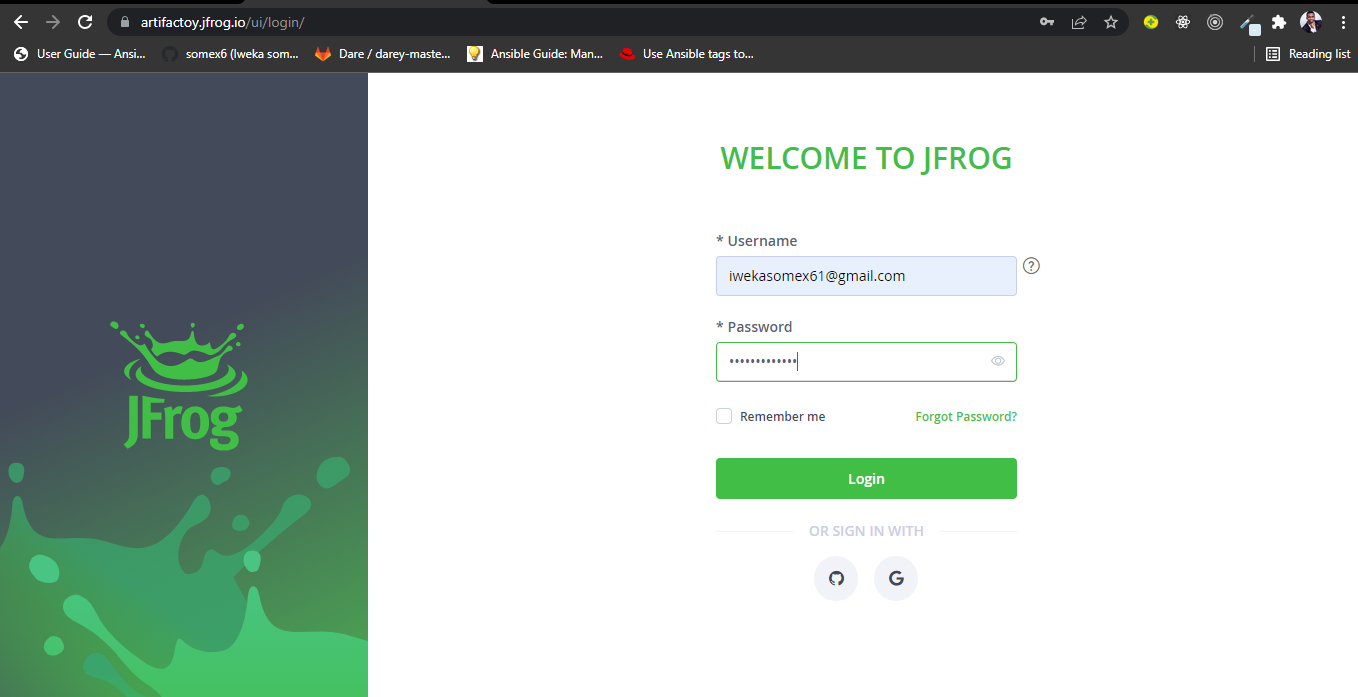 artifactoy.jfrog.io/ui/login/
User Guide — Ansi... somex6 (Iweka som... Dare / darey-maste... Ansible Guide: Man... Use Ansible tags to... Reading list
WELCOME TO JFROG
* Username
iwekasomex61@gmail.com
?
* Password
•••••••••••••
Remember me Forgot Password?
Login
OR SIGN IN WITH
G
JFrog